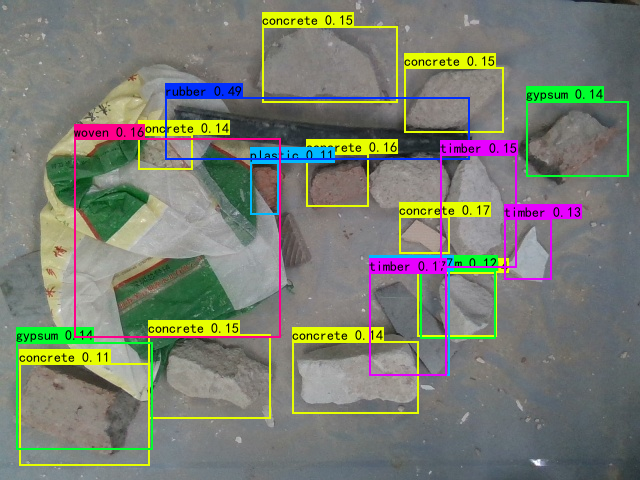 concrete 0.15
concrete 0.15
rubber 0.49
gypsum 0.14
concrete 0.14
woven 0.16
plastic 0.11
concrete 0.16
timber 0.15
concrete 0.17
timber 0.13
timber 0.17
m 0.12
gypsum 0.14
concrete 0.15
concrete 0.14
concrete 0.11